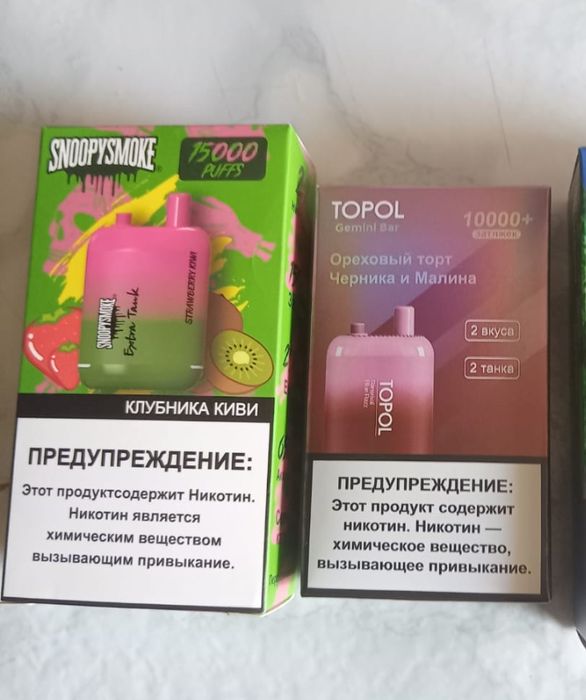 SNOOPYSMOKE
15000
PUFFS
STRAWBERRY KIWI
SNOOPYSMOKE
Extra Tank
КЛУБНИКА КИВИ
ПРЕДУПРЕЖДЕНИЕ:
Этот продуктсодержит Никотин.
Никотин является
химическим веществом
вызывающим привыкание.
TOPOL
Gemini Bar
10000+
затяжек
Ореховый торт
Черника и Малина
2 вкуса
2 танка
TOPOL
ПРЕДУПРЕЖДЕНИЕ:
Этот продукт содержит
никотин. Никотин —
химическое вещество,
вызывающее привыкание.